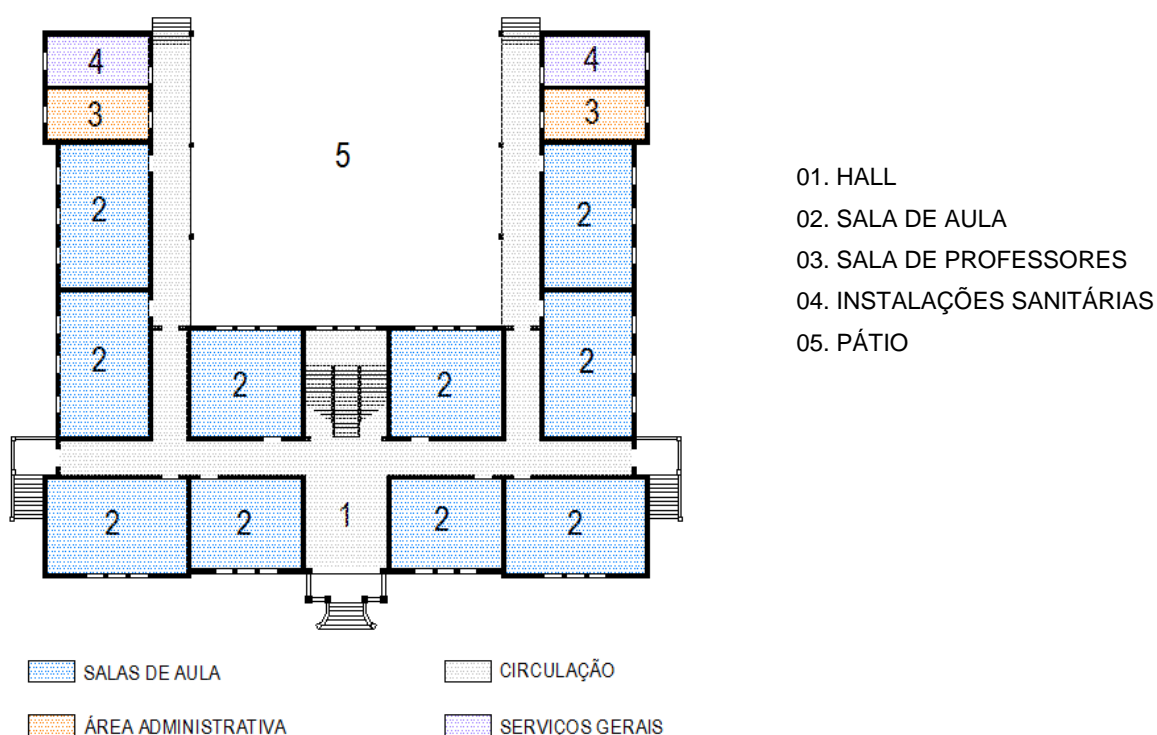 4
4
3
3
5
01. HALL
2
2
02. SALA DE AULA
03. SALA DE PROFESSORES
04. INSTALAÇÕES SANITÁRIAS
05. PÁTIO
2
2
2
2
2
2
1
2
2
SALAS DE AULA
CIRCULAÇÃO
ÁREA ADMINISTRATIVA
SERVICOS GERAIS